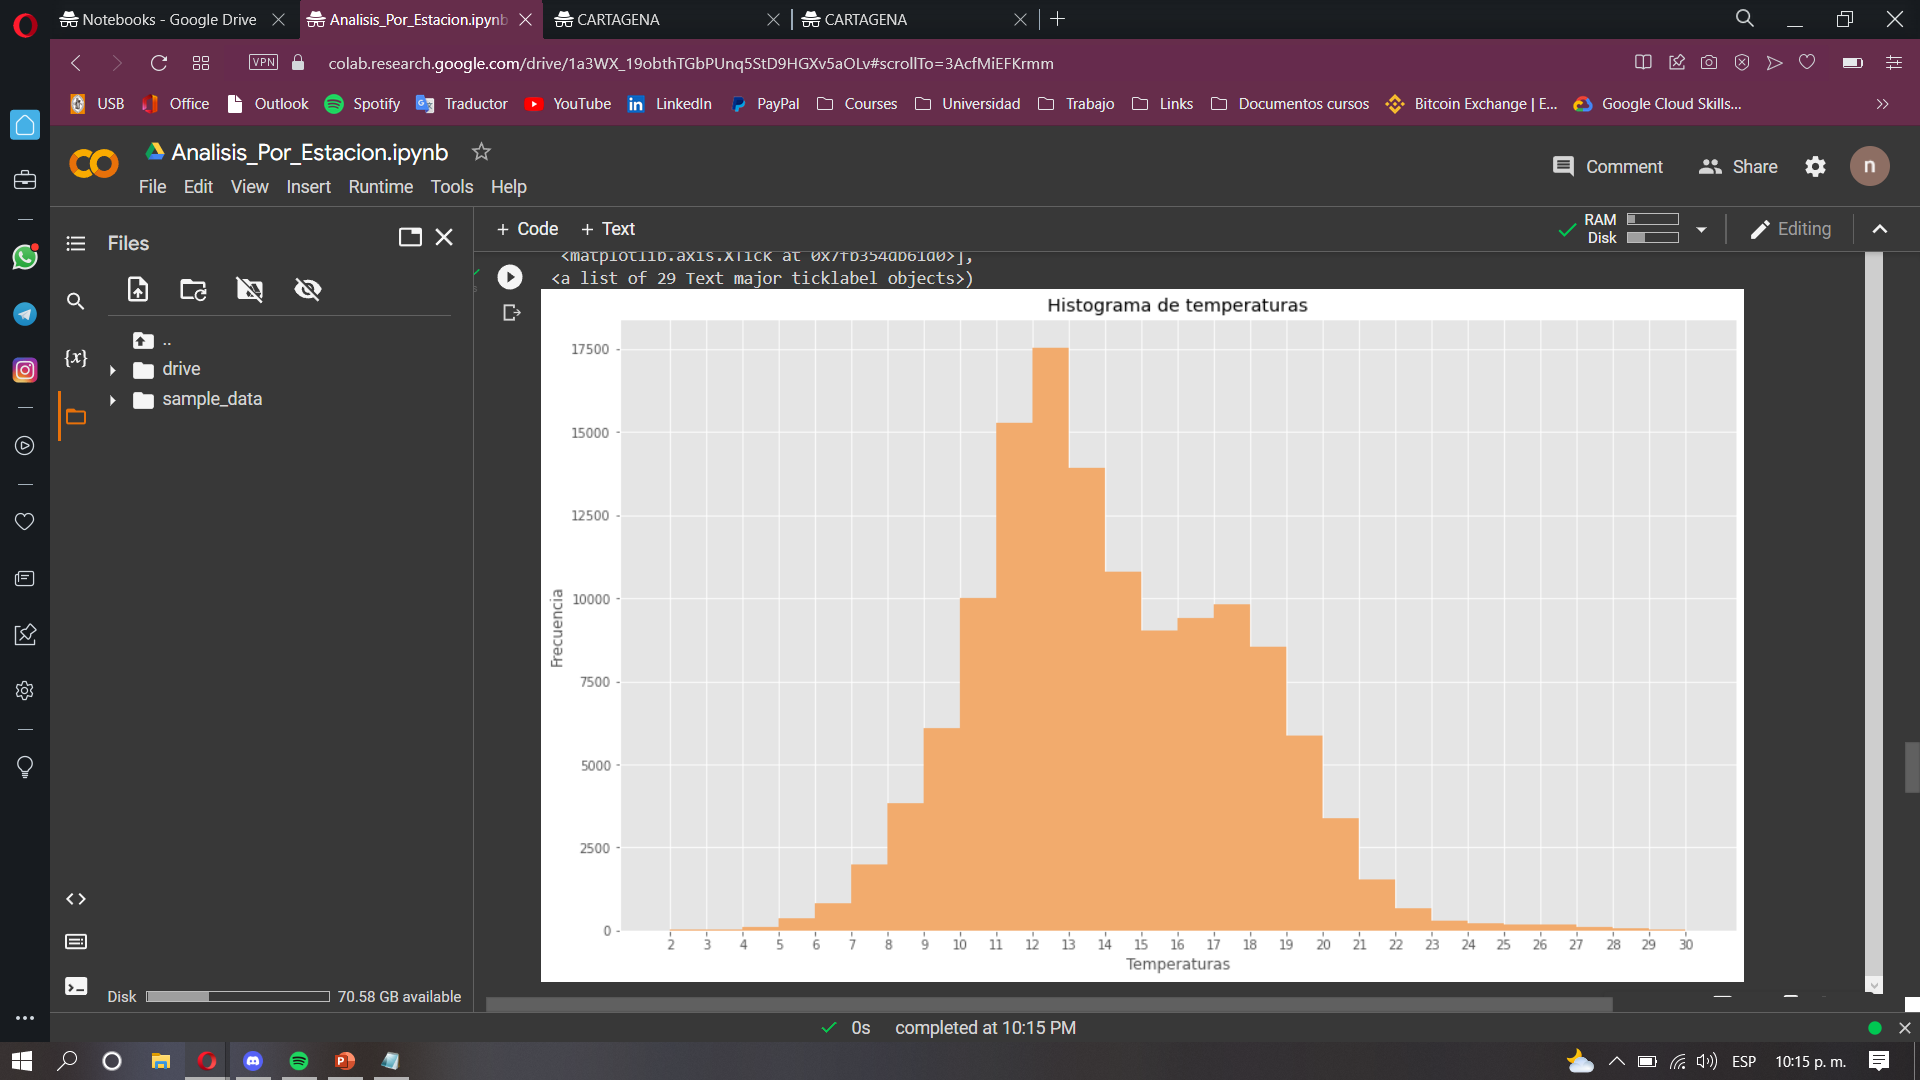 Notebooks - Google Drive
Analisis_Por_Estacion.ipynb
CARTAGENA
CARTAGENA
VPN
colab.research.google.com/drive/1a3WX_19obthTGbPUnq5StD9HGXv5aOLv#scrollTo=3AcfMiEFKrmm
USB
Office
Outlook
Spotify
Traductor
YouTube
LinkedIn
PayPal
Courses
Universidad
Trabajo
Links
Documentos cursos
Bitcoin Exchange | E...
Google Cloud Skills...
Analisis_Por_Estacion.ipynb
File Edit View Insert Runtime Tools Help
Comment
Share
n
Files
+ Code + Text
RAM
Disk
Editing
..
drive
sample_data
{x}
<matplotlib.axis.XTick at 0x7fb354db61d0>],
<a list of 29 Text major ticklabel objects>)
Histograma de temperaturas
17500
15000
12500
10000
7500
5000
2500
0
Frecuencia
2 3 4 5 6 7 8 9 10 11 12 13 14 15 16 17 18 19 20 21 22 23 24 25 26 27 28 29 30
Temperaturas
Disk 70.58 GB available
0s completed at 10:15 PM
ESP
10:15 p. m.